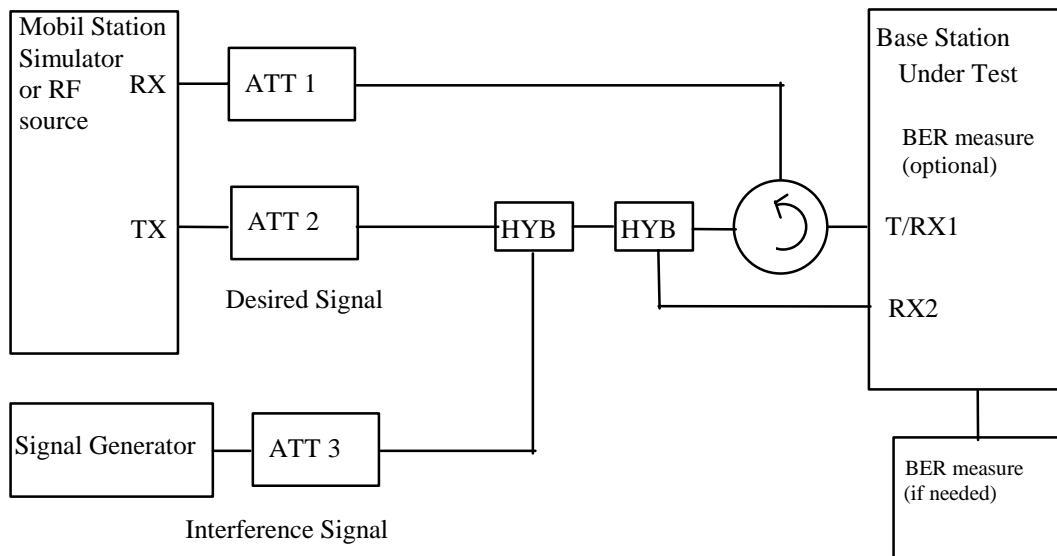 Mobil Station
Simulator
or RF
source
RX
TX
ATT 1
ATT 2
Desired Signal
HYB
HYB
Base Station
Under Test
BER measure
(optional)
T/RX1
RX2
Signal Generator
ATT 3
Interference Signal
BER measure
(if needed)